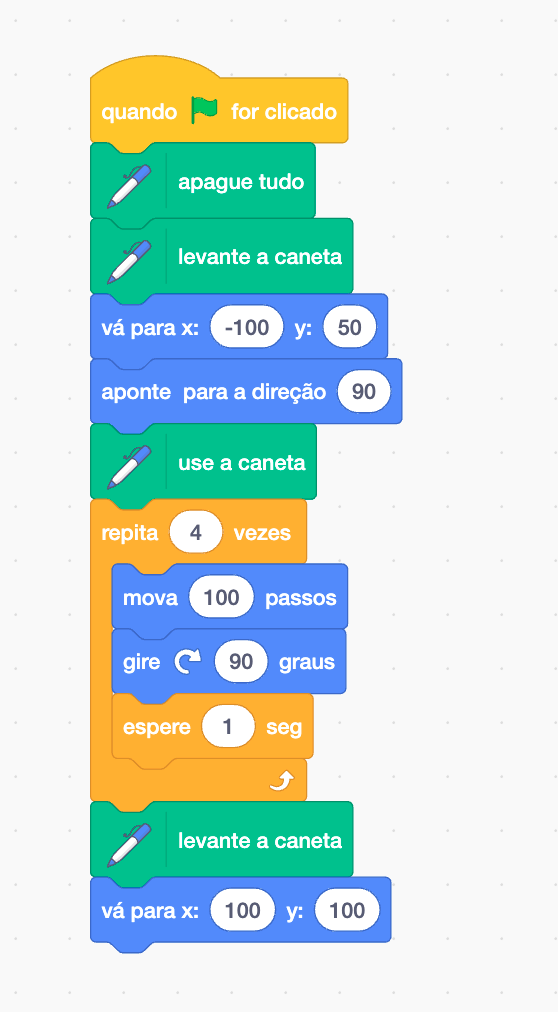 quando for clicado
apague tudo
levante a caneta
vá para x: -100 y: 50
aponte para a direção 90
use a caneta
repita 4 vezes
mova 100 passos
gire 90 graus
espere 1 seg
levante a caneta
vá para x: 100 y: 100